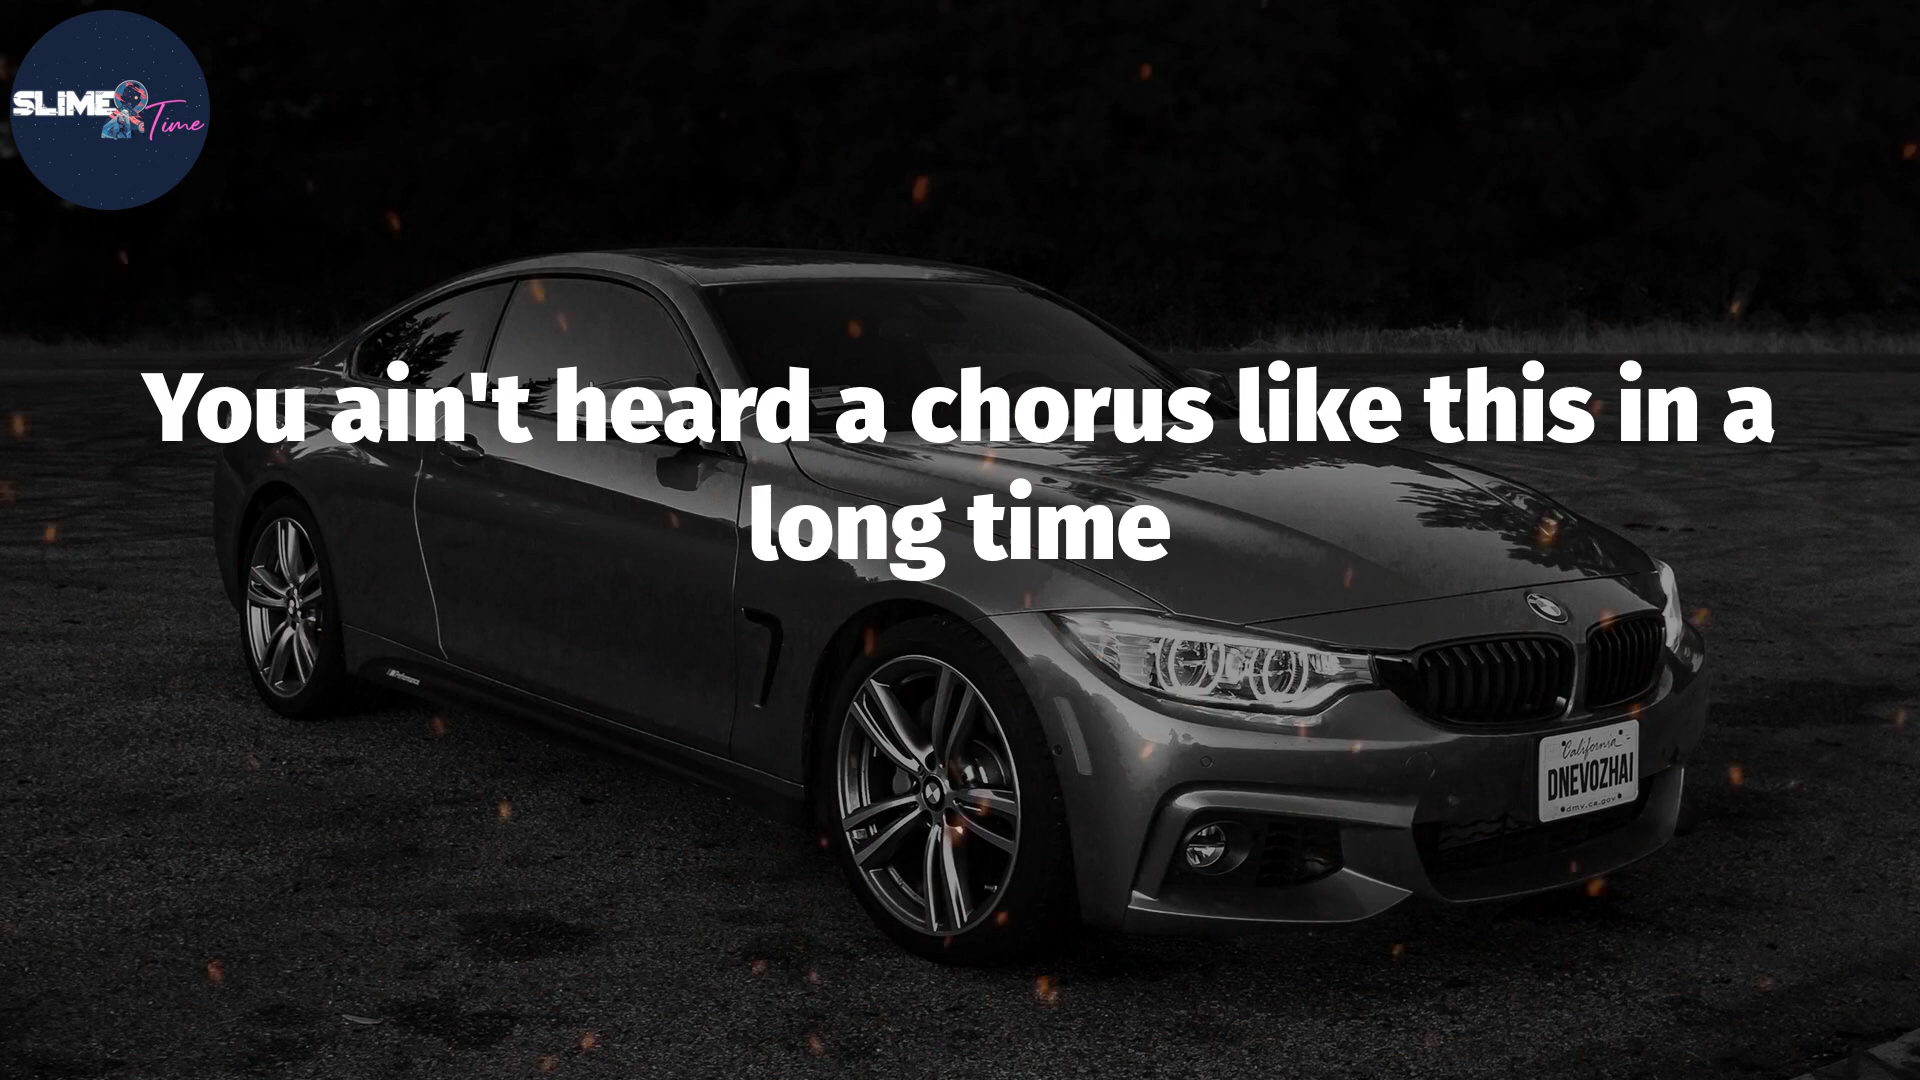 SLIME
Time
You ain't heard a chorus like this in a
long time
California
DNEVOZHAI
dmv.ca.gov